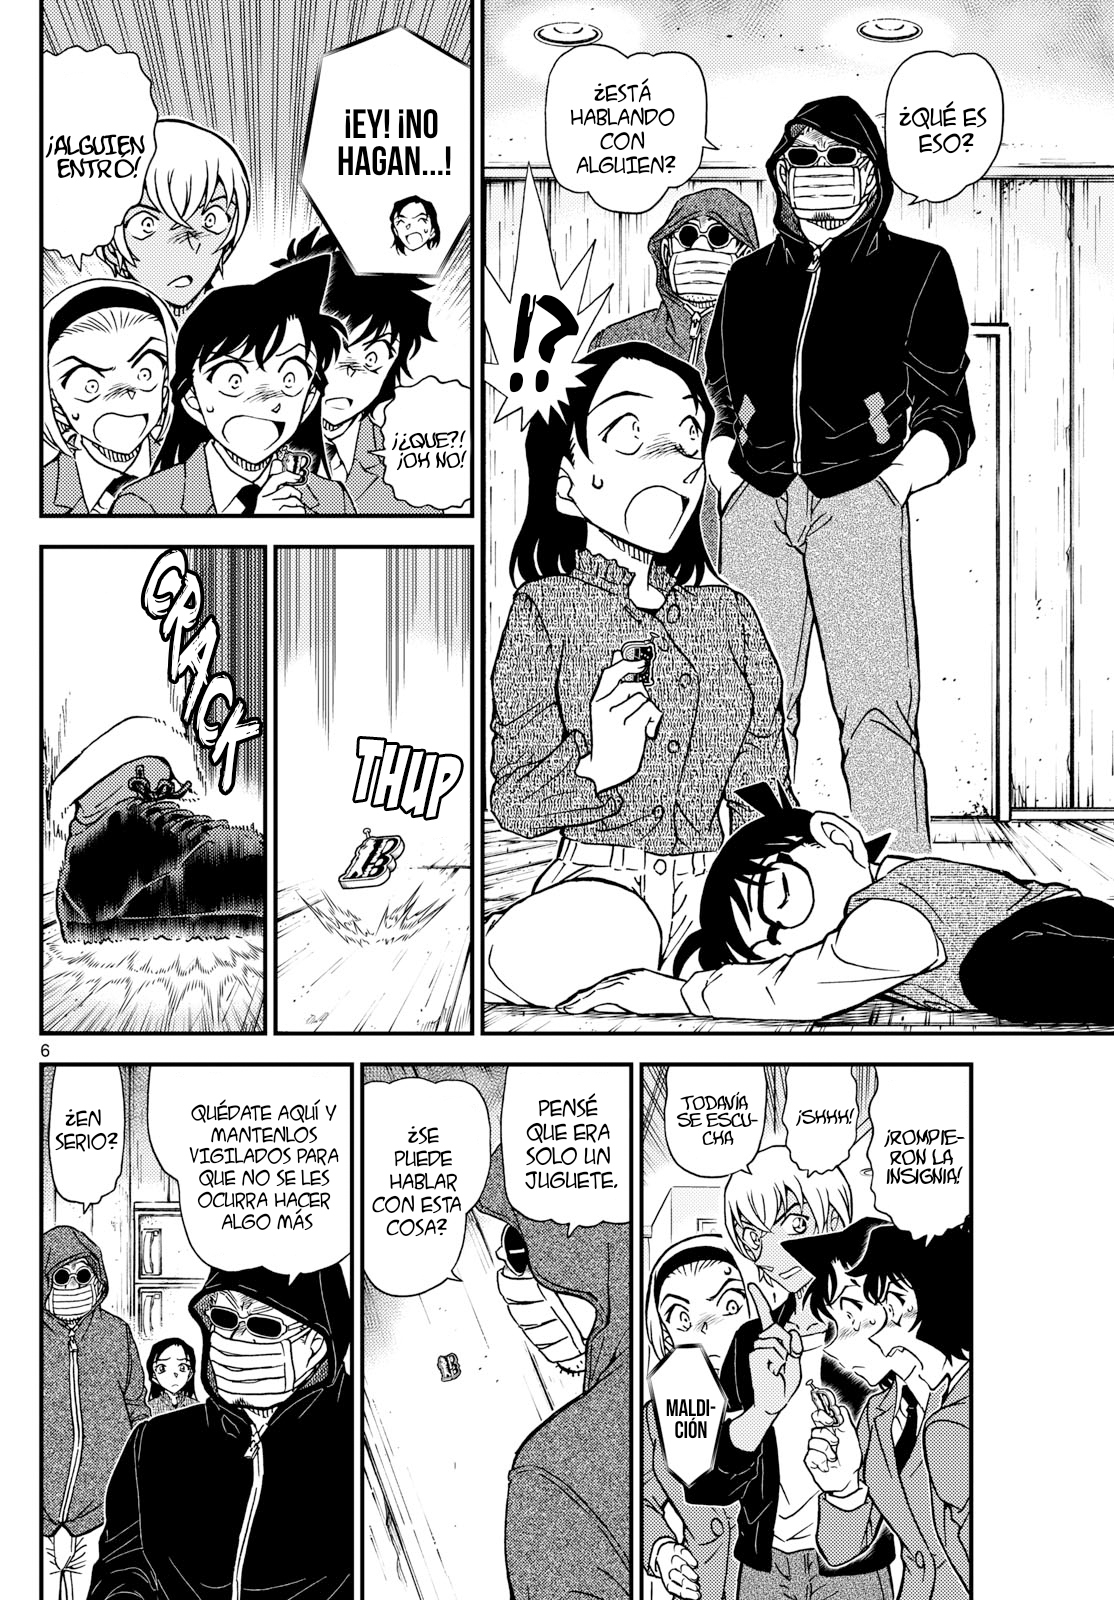 ¿QUÉ ES
ESO?
¿ESTÁ
HABLANDO
CON
ALGUIEN?
!?
¡EY! ¡NO
HAGAN...!
¡ALGUIEN
ENTRÓ!
¡¿QUE?!
¡OH NO!
THUP
B
CRACK
6
¡ROMPIE-
RON LA
INSIGNIA!
¡SHHH!
TODAVÍA
SE ESCU-
CHA
MALDI-
CIÓN
PENSÉ
QUE ERA
SOLO UN
JUGUETE.
¿SE
PUEDE
HABLAR
CON ESTA
COSA?
QUÉDATE AQUÍ Y
MANTENLOS
VIGILADOS PARA
QUE NO SE LES
OCURRA HACER
ALGO MÁS
¿EN
SERIO?